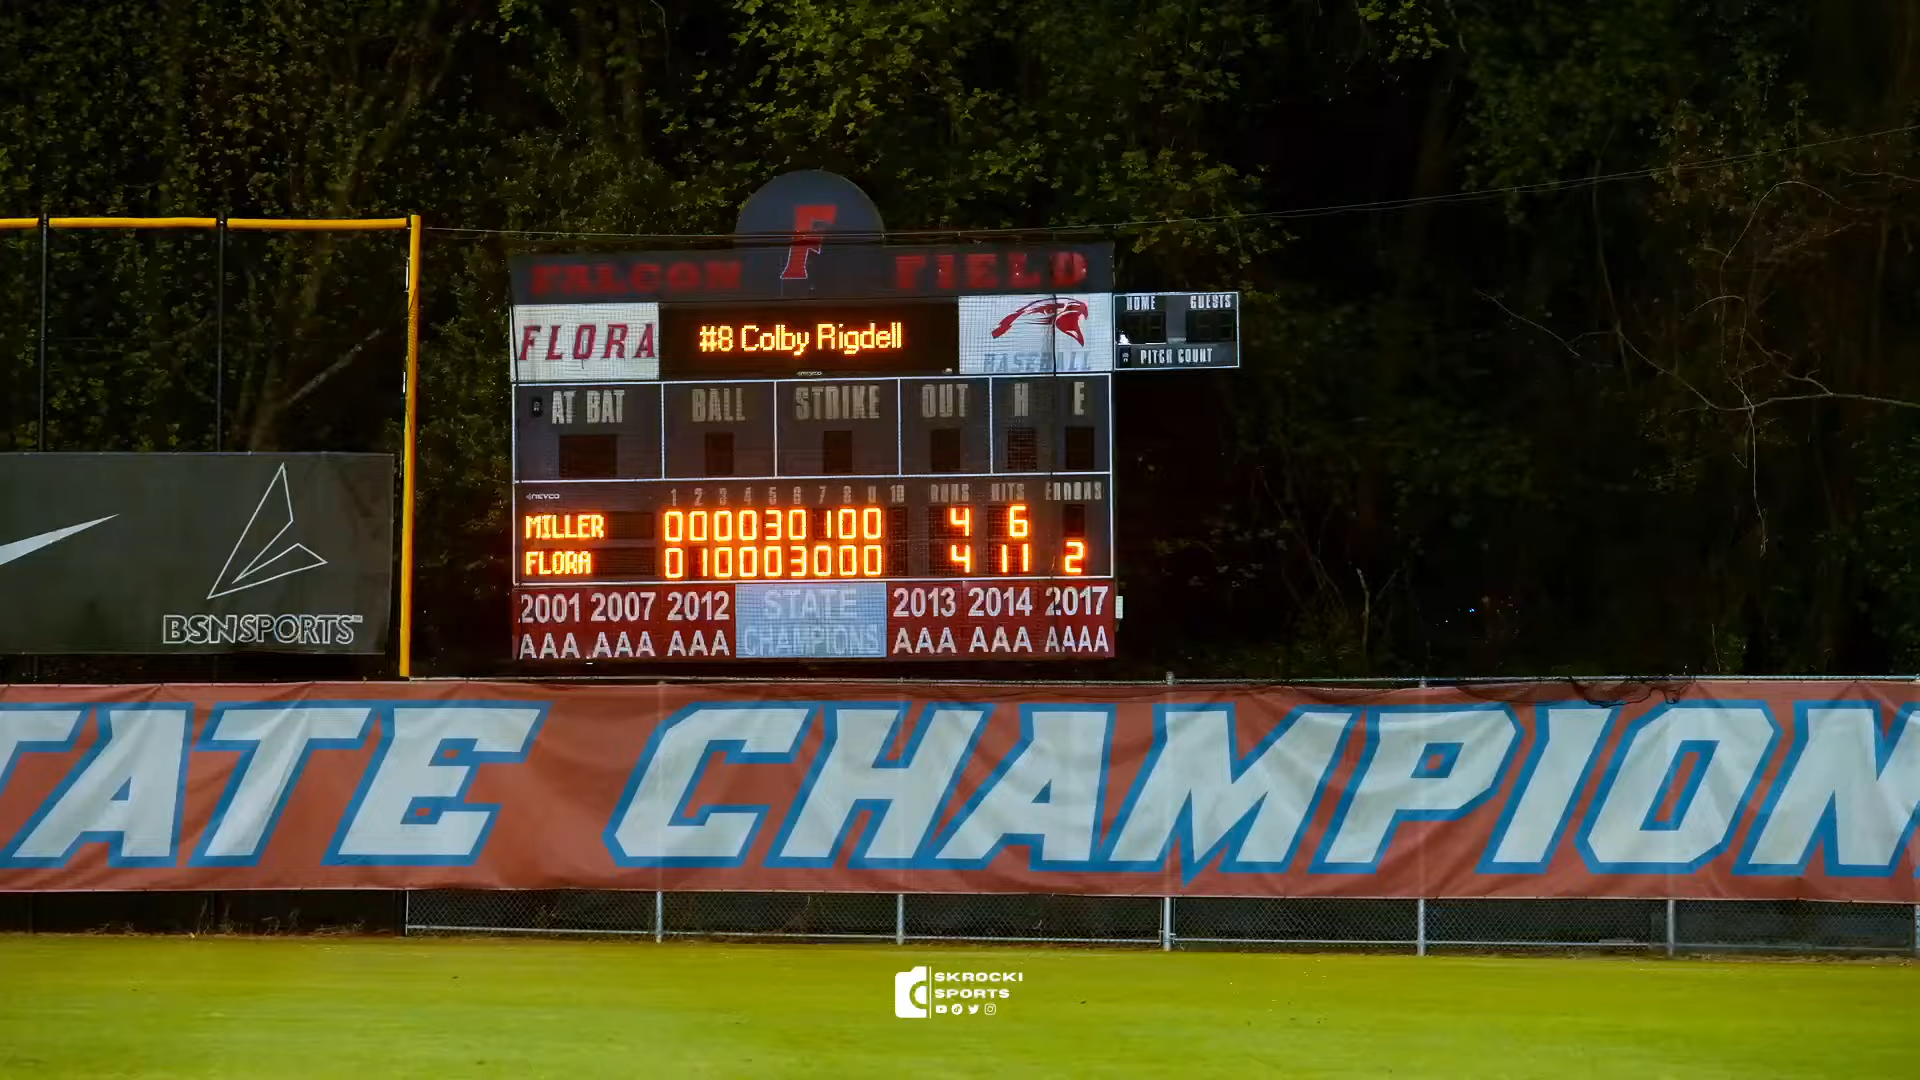 F
FALCON FIELD
FLORA
#8 Colby Rigdell
BASEBALL
HOME GUESTS
PITCH COUNT
AT BAT BALL STRIKE OUT H E
NEVCO 1 2 3 4 5 6 7 8 9 10 RUNS HITS ERRORS
MILLER 0 0 0 0 3 0 1 0 0 4 6
FLORA 0 1 0 0 0 3 0 0 0 4 11 2
2001 2007 2012 STATE 2013 2014 2017
AAA AAA AAA CHAMPIONS AAA AAA AAAA
BSNSPORTS
TATE CHAMPION
SKROCKI
SPORTS